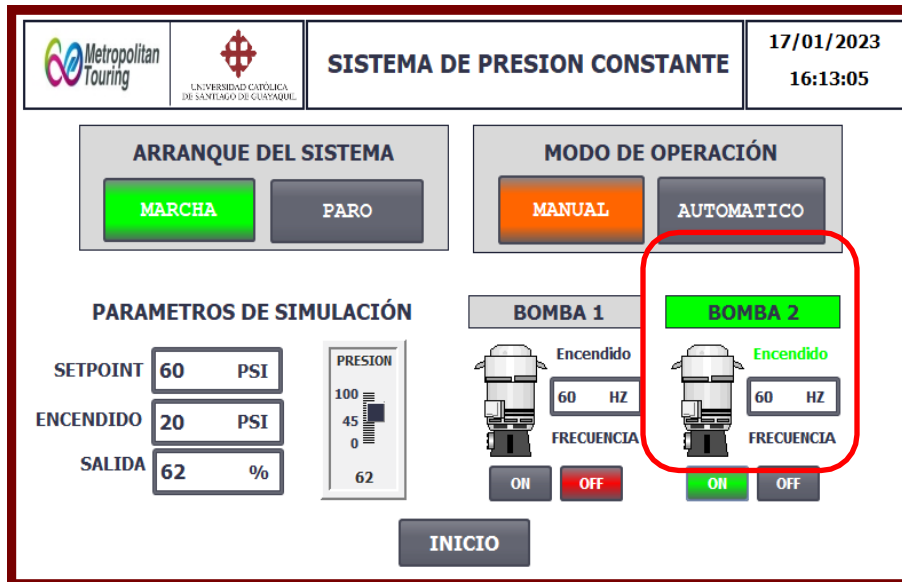 Metropolitan
Touring
UNIVERSIDAD CATÓLICA
DE SANTIAGO DE GUAYAQUIL
SISTEMA DE PRESION CONSTANTE
17/01/2023
16:13:05
ARRANQUE DEL SISTEMA
MARCHA
PARO
MODO DE OPERACIÓN
MANUAL
AUTOMATICO
PARAMETROS DE SIMULACIÓN
SETPOINT 60 PSI
ENCENDIDO 20 PSI
SALIDA 62 %
PRESION
100
45
0
62
BOMBA 1
Encendido
60 HZ
FRECUENCIA
ON OFF
BOMBA 2
Encendido
60 HZ
FRECUENCIA
ON OFF
INICIO